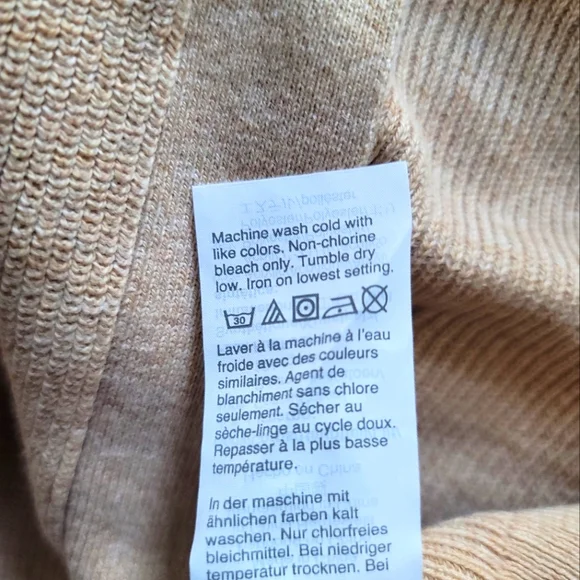 Machine wash cold with
like colors. Non-chlorine
bleach only. Tumble dry
low. Iron on lowest setting.
30
Laver à la machine à l'eau
froide avec des couleurs
similaires. Agent de
blanchiment sans chlore
seulement. Sécher au
sèche-linge au cycle doux.
Repasser à la plus basse
température.
In der maschine mit
ähnlichen farben kalt
waschen. Nur chlorfreies
bleichmittel. Bei niedriger
temperatur trocknen. Bei